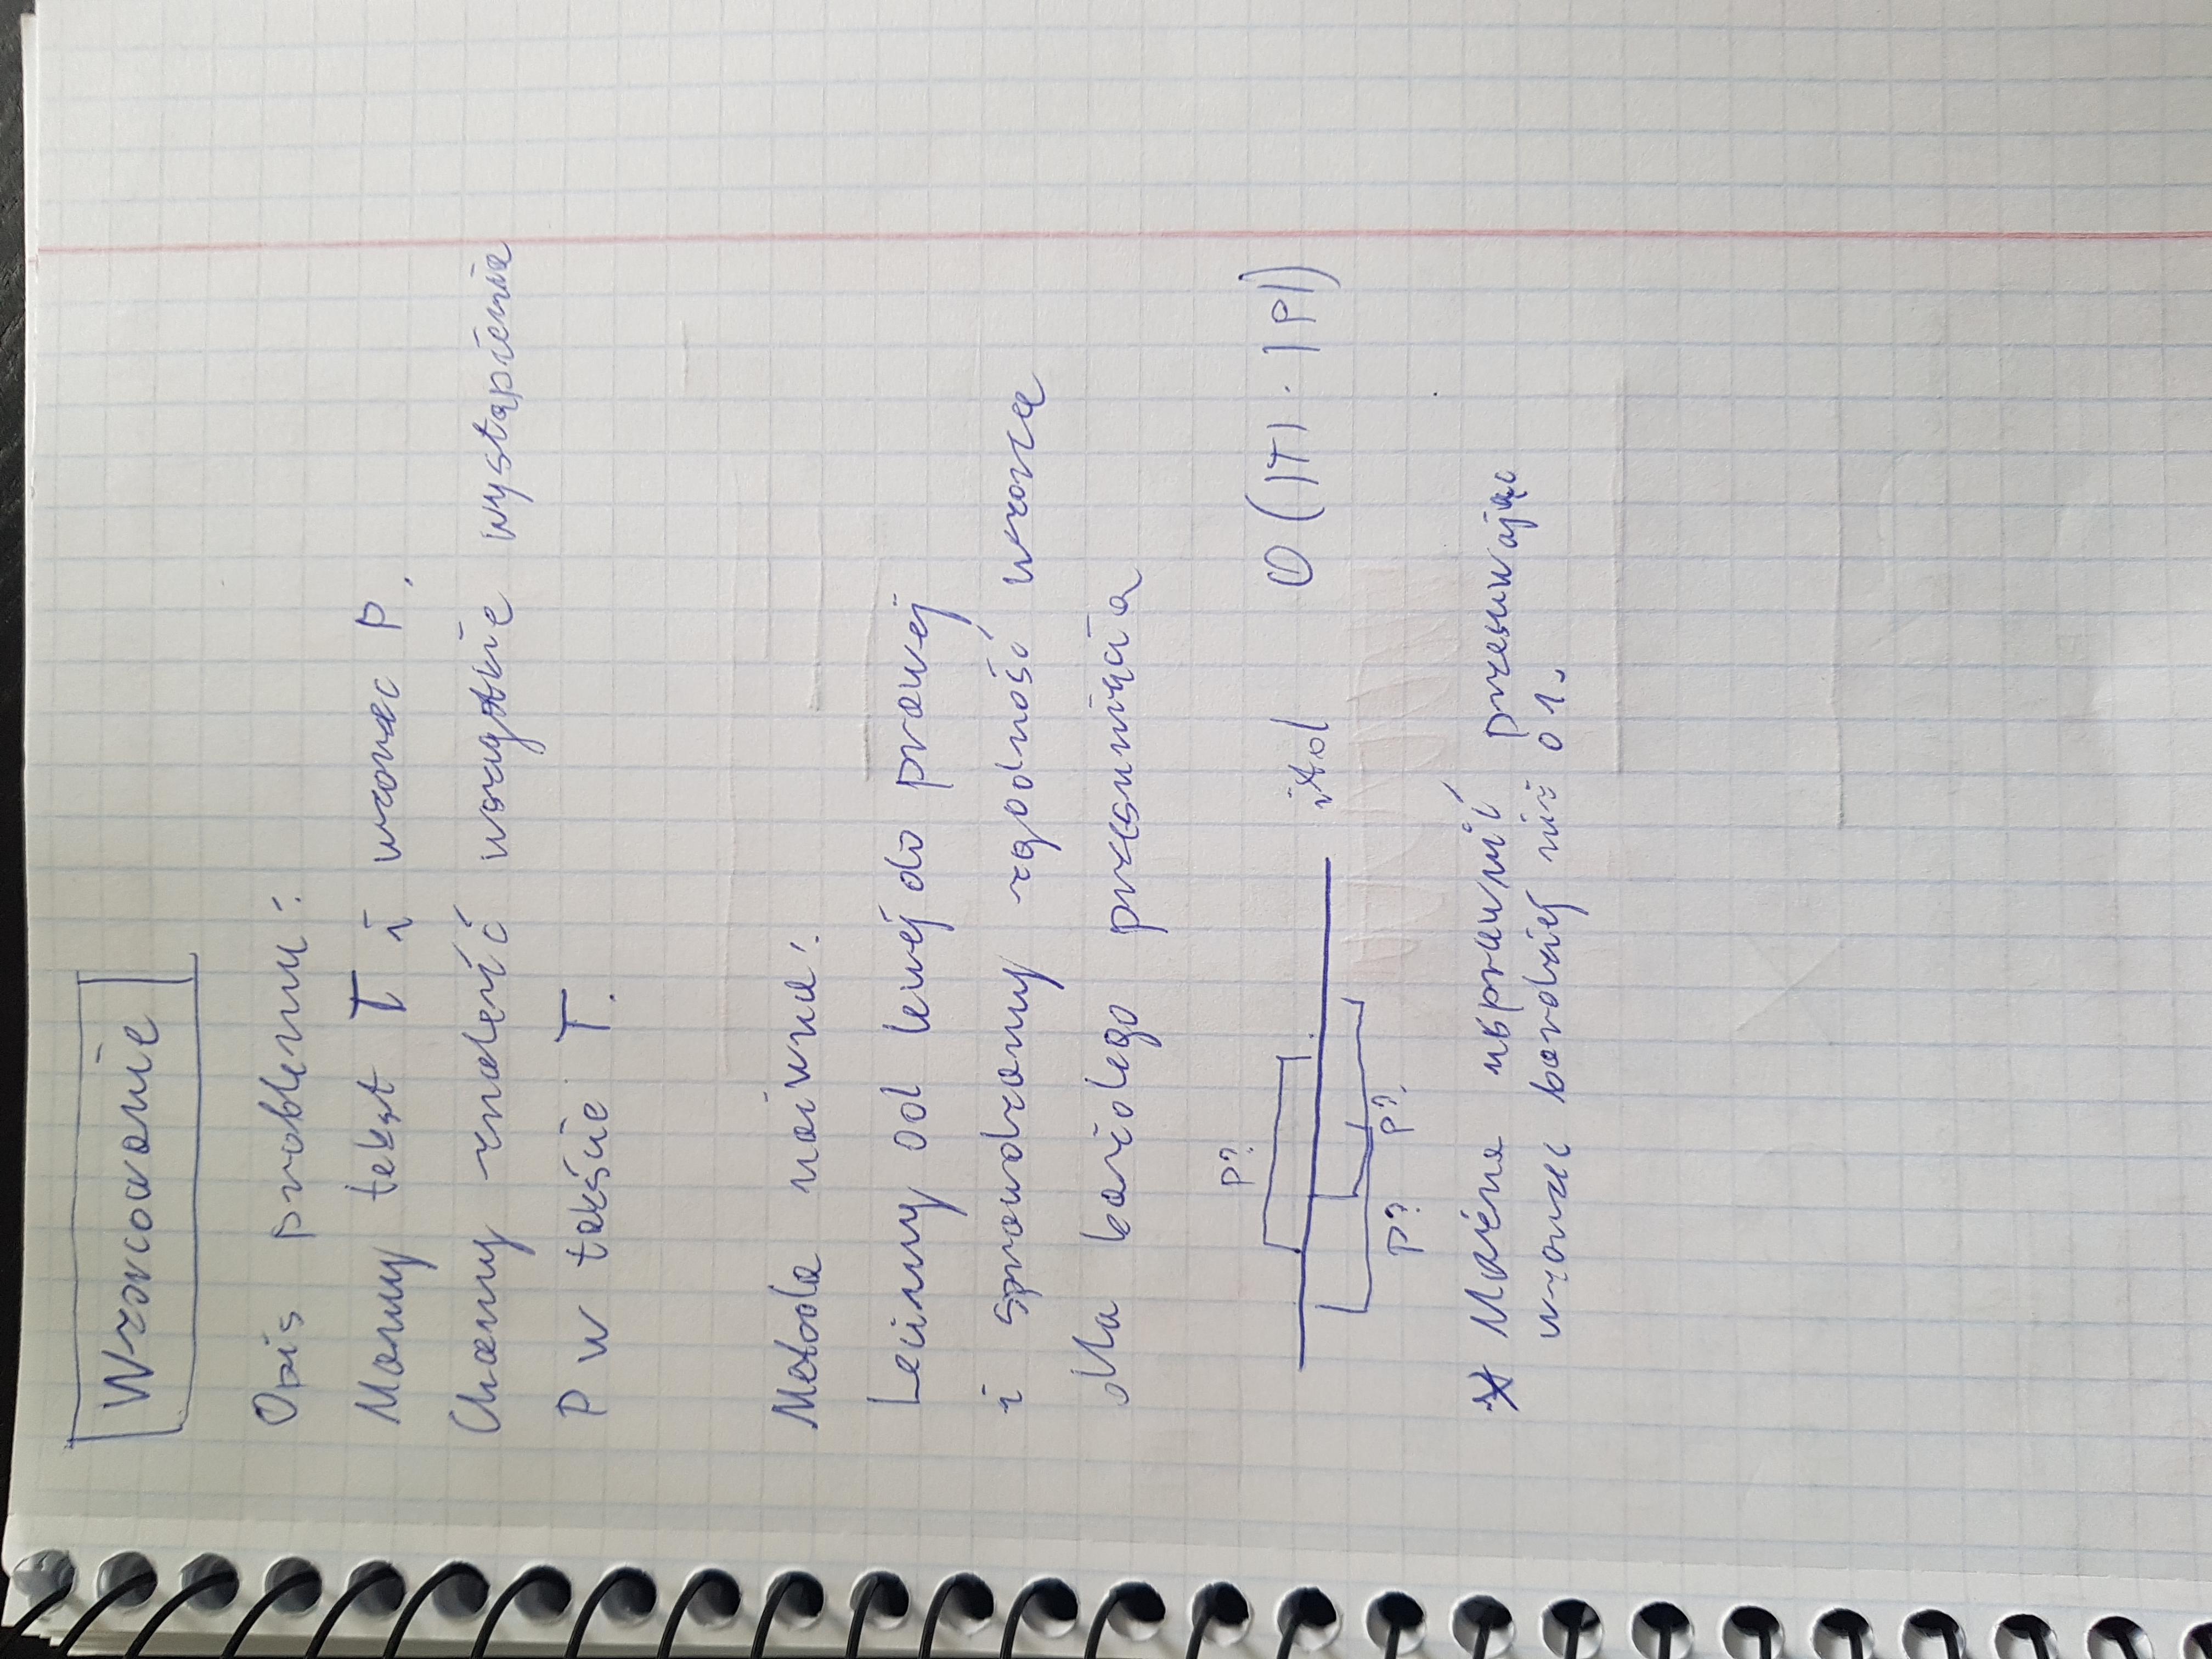 Wzorcowanie
Opis problemu:
Mamy tekst T i wzorzec P.
Chcemy znaleźć wszystkie wystąpienia
P w tekście T.
Metoda naiwna:
Lecimy od lewej do prawej
i sprawdzamy zgodność wzorca
dla każdego przesunięcia
P?
itd O(|T| · |P|)
P? P?
* Można usprawnić przesuwając
wzorzec bardziej niż o 1.